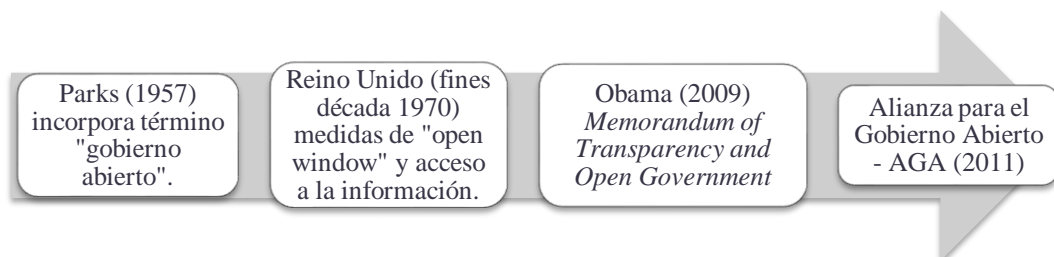 Parks (1957)
incorpora término
"gobierno
abierto".
Reino Unido (fines
década 1970)
medidas de "open
window" y acceso
a la información.
Obama (2009)
Memorandum of
Transparency and
Open Government
Alianza para el
Gobierno Abierto
- AGA (2011)